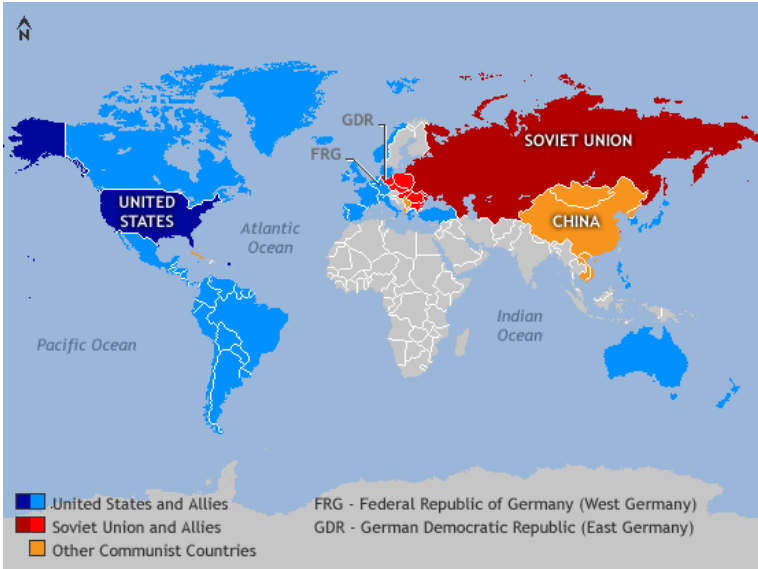 N
GDR
FRG
SOVIET UNION
UNITED
STATES
CHINA
Atlantic
Ocean
Indian
Ocean
Pacific Ocean
.United States and Allies
Soviet Union and Allies
Other Communist Countries
FRG - Federal Republic of Germany (West Germany)
GDR - German Democratic Republic (East Germany)